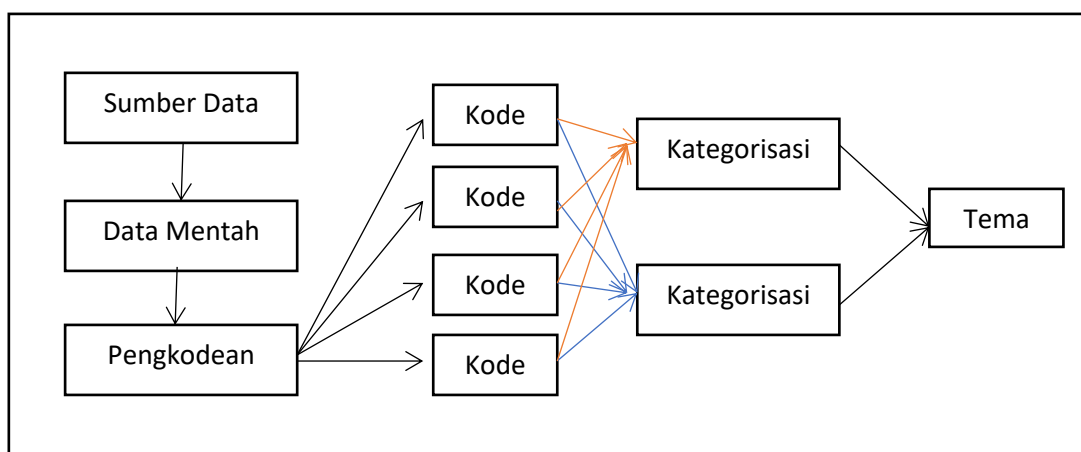 Sumber Data
Data Mentah
Pengkodean
Kode
Kode
Kode
Kode
Kategorisasi
Kategorisasi
Tema